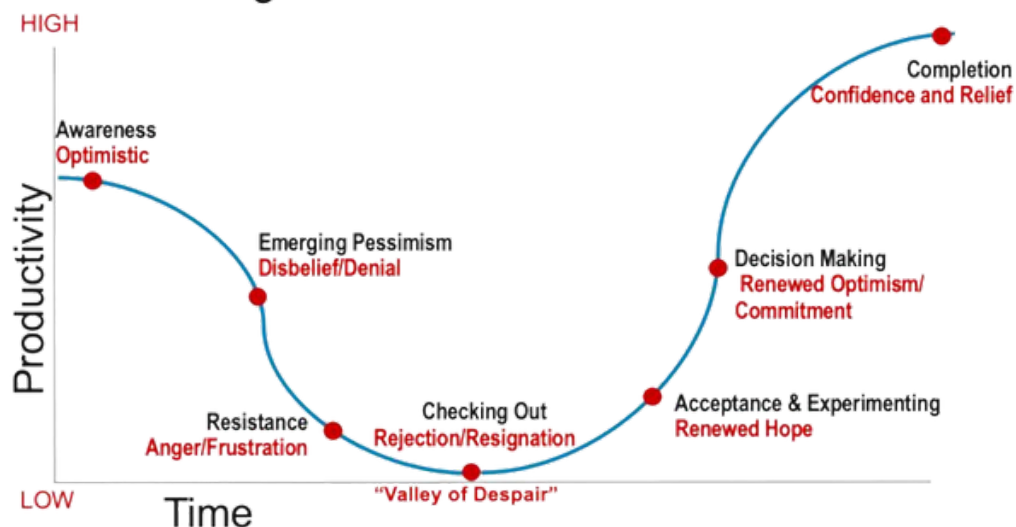 HIGH
Completion
Confidence and Relief
Awareness
Optimistic
Productivity
Emerging Pessimism
Disbelief/Denial
Decision Making
Renewed Optimism/
Commitment
Resistance
Anger/Frustration
Checking Out
Rejection/Resignation
Acceptance & Experimenting
Renewed Hope
LOW
"Valley of Despair"
Time